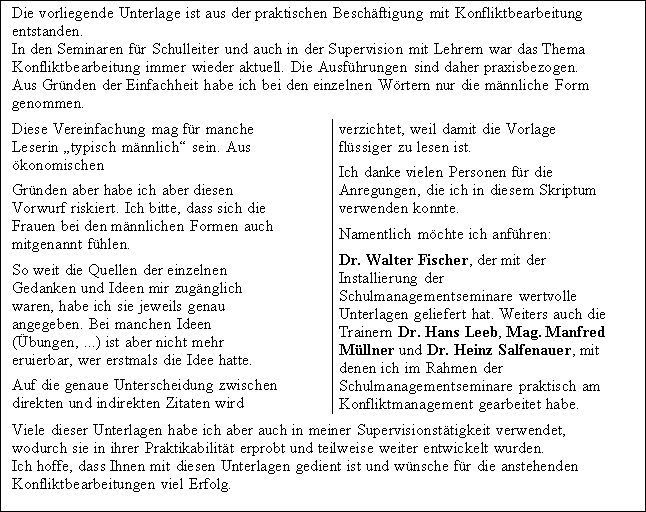 Die vorliegende Unterlage ist aus der praktischen Beschäftigung mit Konfliktbearbeitung
entstanden.
In den Seminaren für Schulleiter und auch in der Supervision mit Lehrern war das Thema
Konfliktbearbeitung immer wieder aktuell. Die Ausführungen sind daher praxisbezogen.
Aus Gründen der Einfachheit habe ich bei den einzelnen Wörtern nur die männliche Form
genommen.
Diese Vereinfachung mag für manche
Leserin „typisch männlich“ sein. Aus
ökonomischen
Gründen aber habe ich aber diesen
Vorwurf riskiert. Ich bitte, dass sich die
Frauen bei den männlichen Formen auch
mitgenannt fühlen.
So weit die Quellen der einzelnen
Gedanken und Ideen mir zugänglich
waren, habe ich sie jeweils genau
angegeben. Bei manchen Ideen
(Übungen, ...) ist aber nicht mehr
eruierbar, wer erstmals die Idee hatte.
Auf die genaue Unterscheidung zwischen
direkten und indirekten Zitaten wird
verzichtet, weil damit die Vorlage
flüssiger zu lesen ist.
Ich danke vielen Personen für die
Anregungen, die ich in diesem Skriptum
verwenden konnte.
Namentlich möchte ich anführen:
Dr. Walter Fischer, der mit der
Installierung der
Schulmanagementseminare wertvolle
Unterlagen geliefert hat. Weiters auch die
Trainern Dr. Hans Leeb, Mag. Manfred
Müllner und Dr. Heinz Salfenauer, mit
denen ich im Rahmen der
Schulmanagementseminare praktisch am
Konfliktmanagement gearbeitet habe.
Viele dieser Unterlagen habe ich aber auch in meiner Supervisionstätigkeit verwendet,
wodurch sie in ihrer Praktikabilität erprobt und teilweise weiter entwickelt wurden.
Ich hoffe, dass Ihnen mit diesen Unterlagen gedient ist und wünsche für die anstehenden
Konfliktbearbeitungen viel Erfolg.